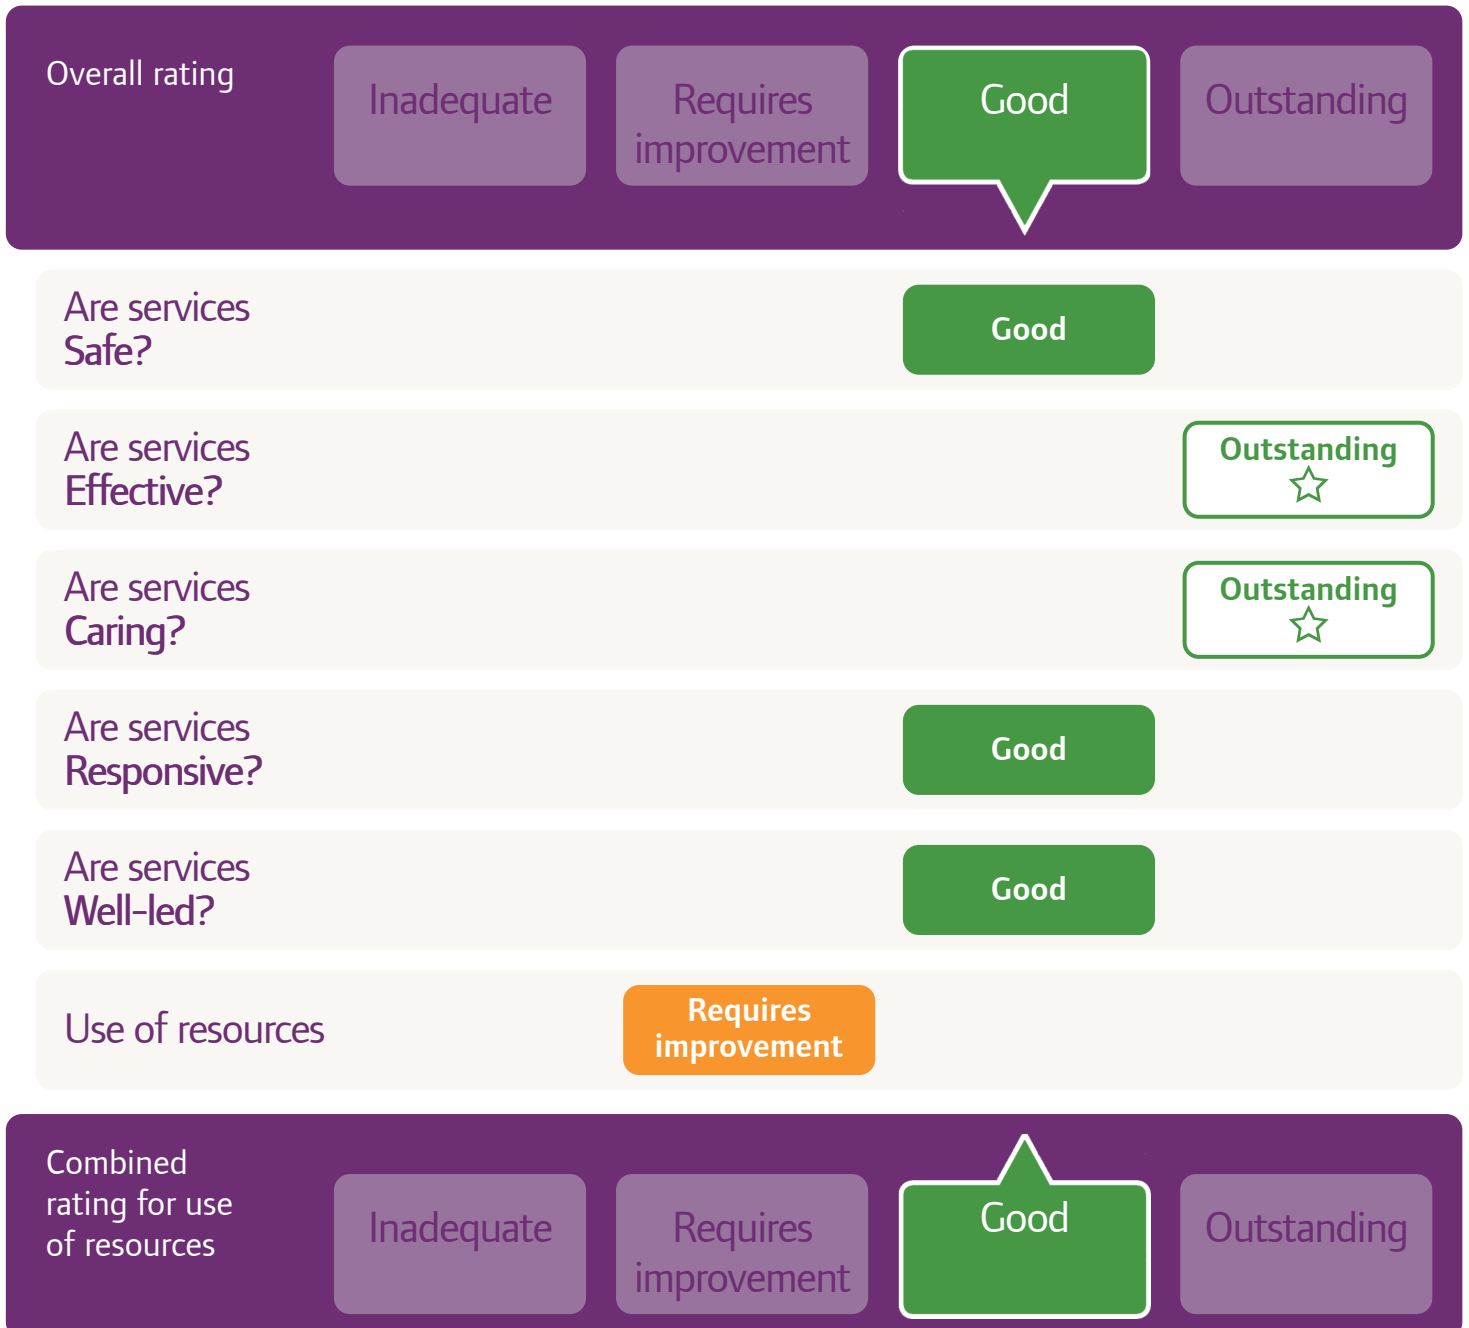 Overall rating
Inadequate
Requires
improvement
Good
Outstanding
Are services
Safe?
Good
Are services
Effective?
Outstanding
Are services
Caring?
Outstanding
Are services
Responsive?
Good
Are services
Well-led?
Good
Use of resources
Requires
improvement
Combined
rating for use
of resources
Inadequate
Requires
improvement
Good
Outstanding